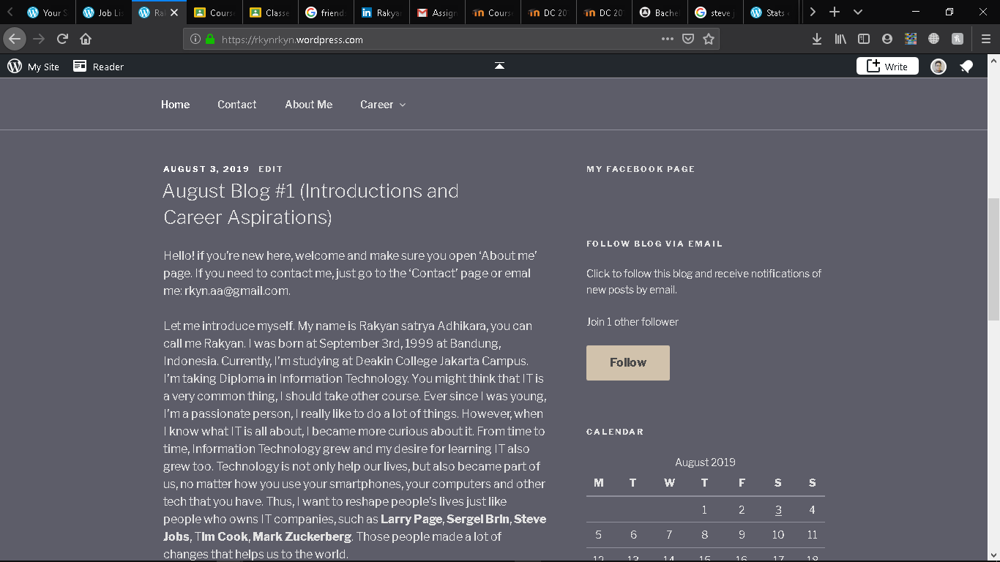 Your S
Job Lis
Rak
Cours
Classe
friend
Rakya
Assign
Cours
DC 20
DC 20
Bachel
steve j
Stats
https://rkynrkyn.wordpress.com
My Site
Reader
Write
Home
Contact
About Me
Career
AUGUST 3, 2019 EDIT
August Blog #1 (Introductions and
Career Aspirations)
Hello! if you're new here, welcome and make sure you open ‘About me’
page. If you need to contact me, just go to the ‘Contact’ page or emal
me: rkyn.aa@gmail.com.
Let me introduce myself. My name is Rakyan satrya Adhikara, you can
call me Rakyan. I was born at September 3rd, 1999 at Bandung,
Indonesia. Currently, I’m studying at Deakin College Jakarta Campus.
I’m taking Diploma in Information Technology. You might think that IT is
a very common thing, I should take other course. Ever since I was young,
I’m a passionate person, I really like to do a lot of things. However, when
I know what IT is all about, I became more curious about it. From time to
time, Information Technology grew and my desire for learning IT also
grew too. Technology is not only help our lives, but also became part of
us, no matter how you use your smartphones, your computers and other
tech that you have. Thus, I want to reshape people’s lives just like
people who owns IT companies, such as Larry Page, Sergei Brin, Steve
Jobs, Tim Cook, Mark Zuckerberg. Those people made a lot of
changes that helps us to the world.
MY FACEBOOK PAGE
FOLLOW BLOG VIA EMAIL
Click to follow this blog and receive notifications of
new posts by email.
Join 1 other follower
Follow
CALENDAR
August 2019
M T W T F S S
1 2 3 4
5 6 7 8 9 10 11
12 13 14 15 16 17 18